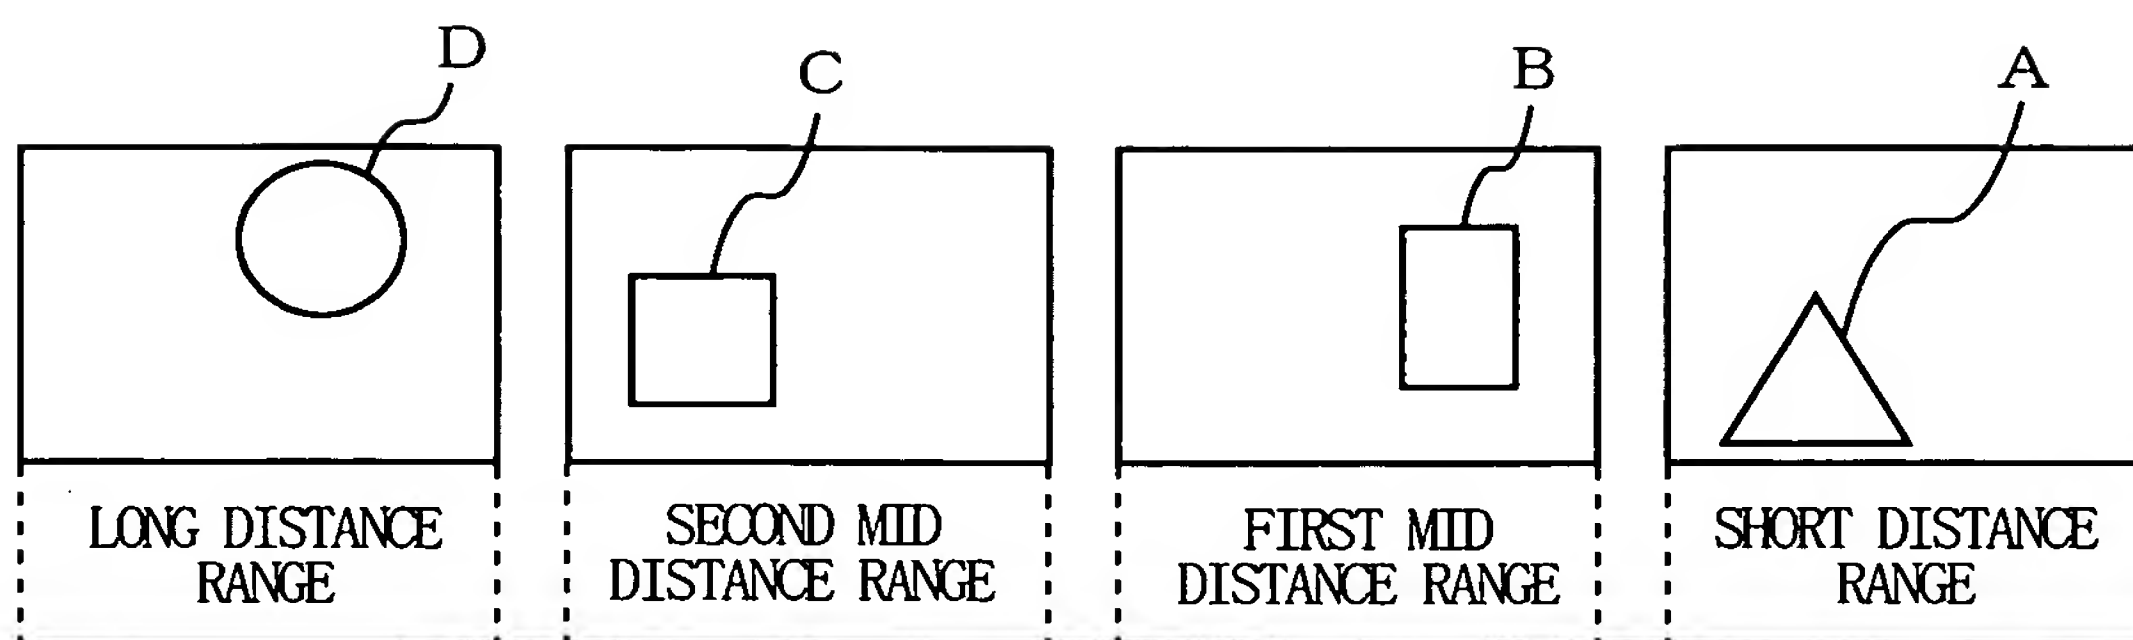 D
C
B
A
LONG DISTANCE
RANGE
SECOND MID
DISTANCE RANGE
FIRST MID
DISTANCE RANGE
SHORT DISTANCE
RANGE